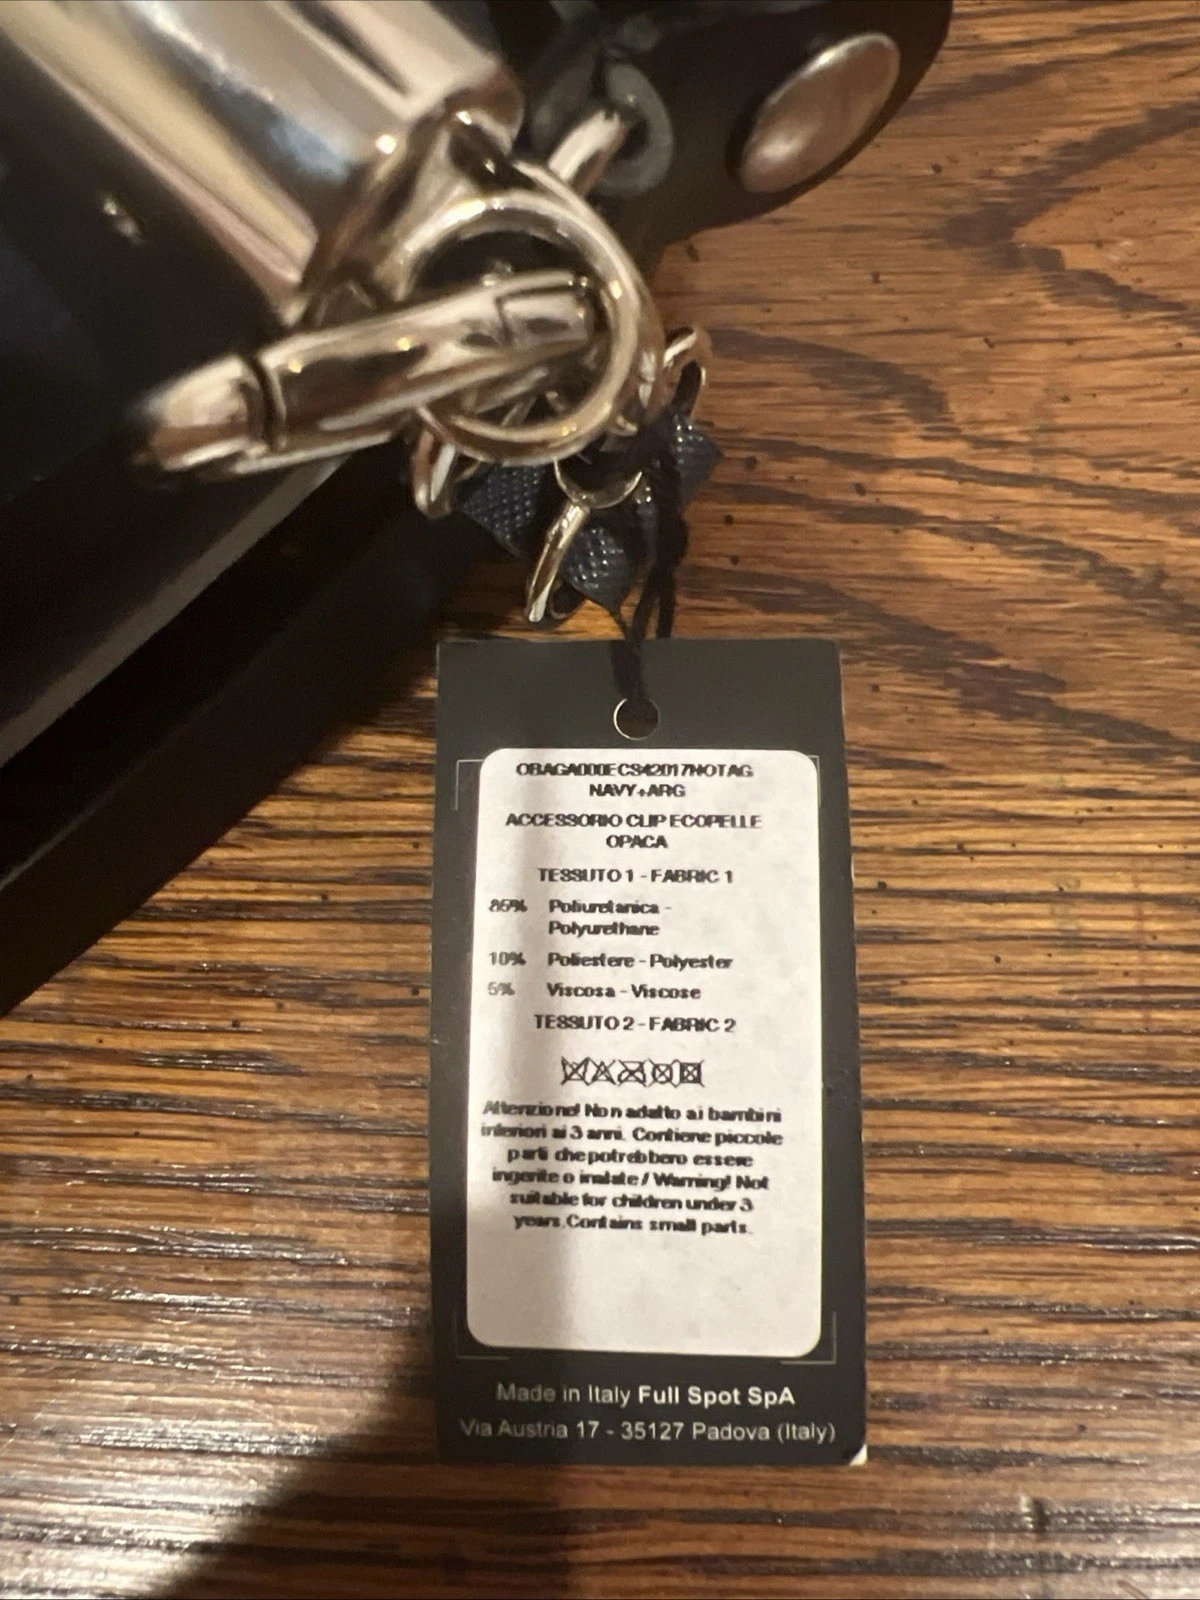 OBAGA000ECS42017NOTAG
NAVY+ARG
ACCESSORIO CLIP ECOPELLE
OPACA
TESSUTO 1 - FABRIC 1
85% Poliuretanica -
Polyurethane
10% Poliestere - Polyester
5% Viscosa - Viscose
TESSUTO 2 - FABRIC 2
Attenzione! Non adatto ai bambini
inferiori ai 3 anni. Contiene piccole
parti che potrebbero essere
ingerite o inalate / Warning! Not
suitable for children under 3
years.Contains small parts.
Made in Italy Full Spot SpA
Via Austria 17 - 35127 Padova (Italy)